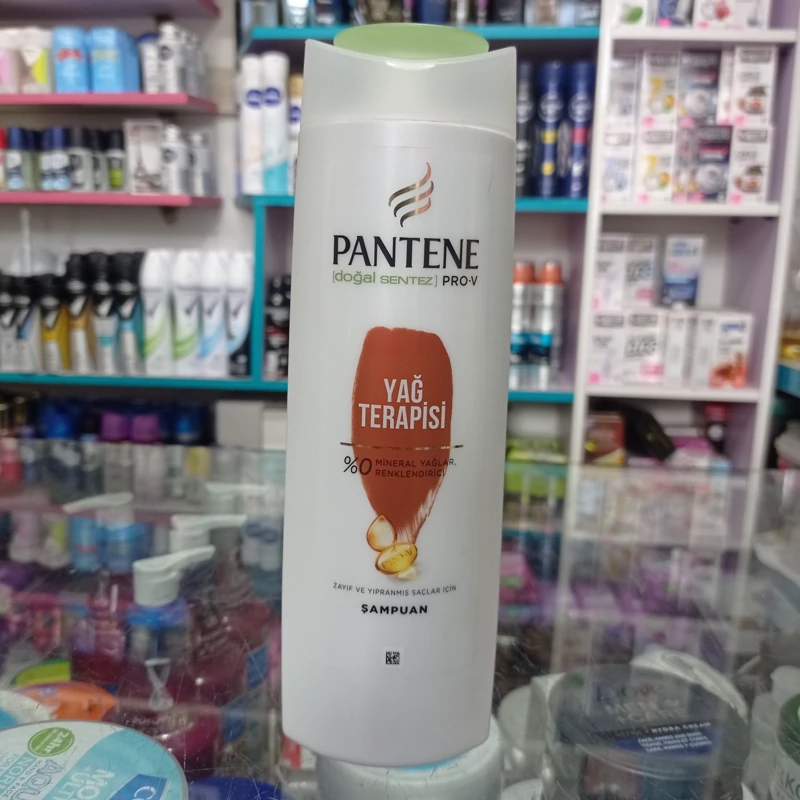 PANTENE
[doğal SENTEZ] PRO-V
YAĞ
TERAPİSİ
%0 MİNERAL YAĞLAR,
RENKLENDİRİCİ
ZAYIF VE YIPRANMIŞ SAÇLAR İÇİN
ŞAMPUAN